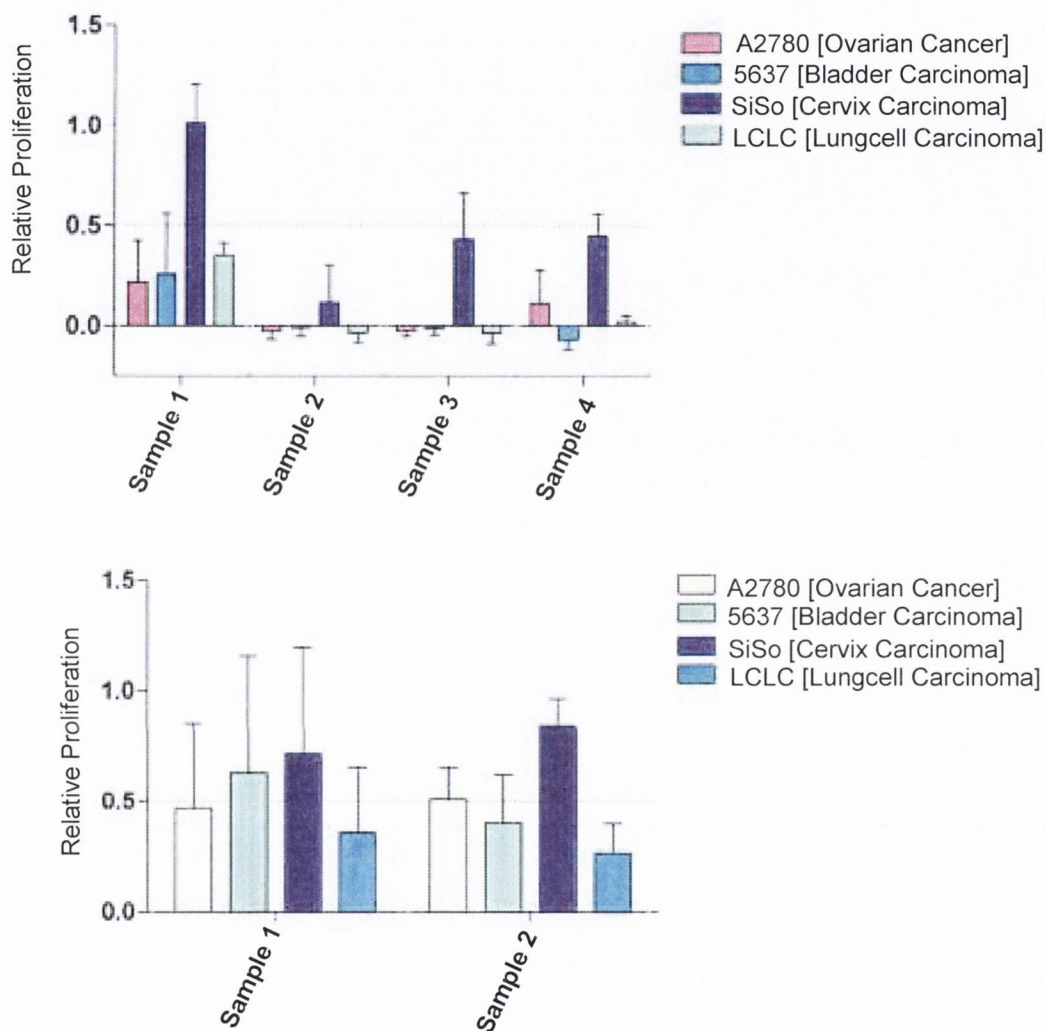 1.5
1.0
0.5
0.0
Relative Proliferation
A2780 [Ovarian Cancer]
5637 [Bladder Carcinoma]
SiSo [Cervix Carcinoma]
LCLC [Lungcell Carcinoma]
Sample 1
Sample 2
Sample 3
Sample 4
1.5
1.0
0.5
0.0
Relative Proliferation
A2780 [Ovarian Cancer]
5637 [Bladder Carcinoma]
SiSo [Cervix Carcinoma]
LCLC [Lungcell Carcinoma]
Sample 1
Sample 2